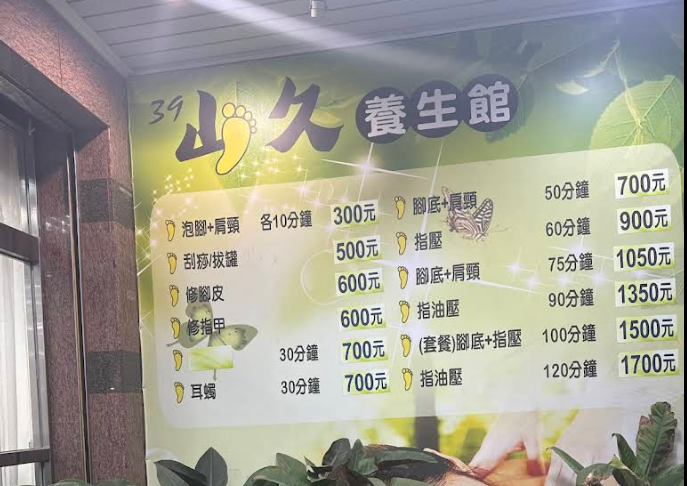 39 山久 養生館
泡腳+肩頸 各10分鐘 300元
刮痧/拔罐 500元
修腳皮 600元
修指甲 600元
30分鐘 700元
耳蠋 30分鐘 700元
腳底+肩頸 50分鐘 700元
指壓 60分鐘 900元
腳底+肩頸 75分鐘 1050元
指油壓 90分鐘 1350元
(套餐)腳底+指壓 100分鐘 1500元
指油壓 120分鐘 1700元